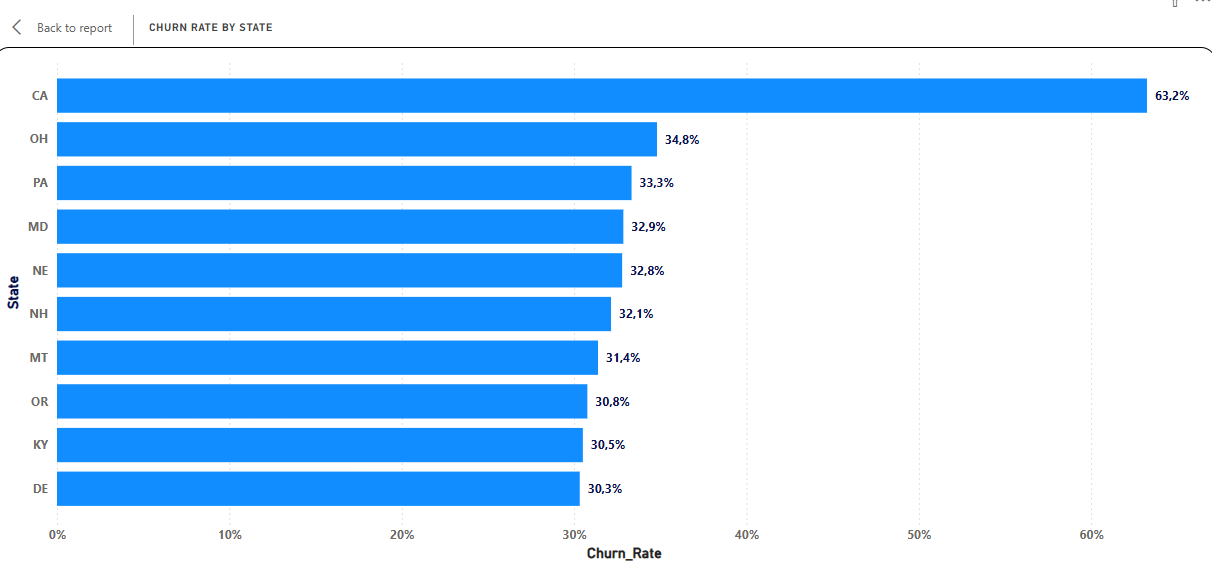 Back to report
CHURN RATE BY STATE
CA 63,2%
OH 34,8%
PA 33,3%
MD 32,9%
NE 32,8%
NH 32,1%
MT 31,4%
OR 30,8%
KY 30,5%
DE 30,3%
State
0% 10% 20% 30% 40% 50% 60%
Churn_Rate